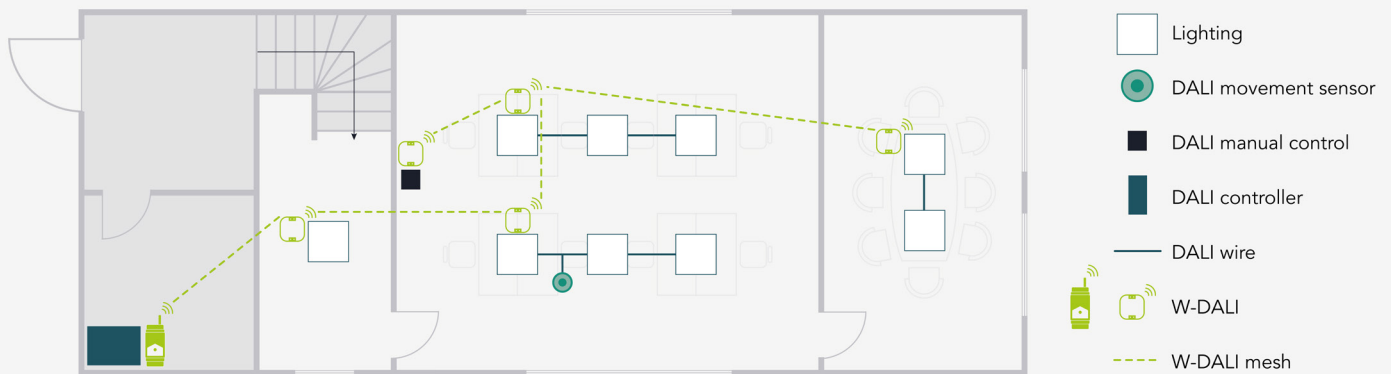 Lighting
DALI movement sensor
DALI manual control
DALI controller
DALI wire
W-DALI
W-DALI mesh